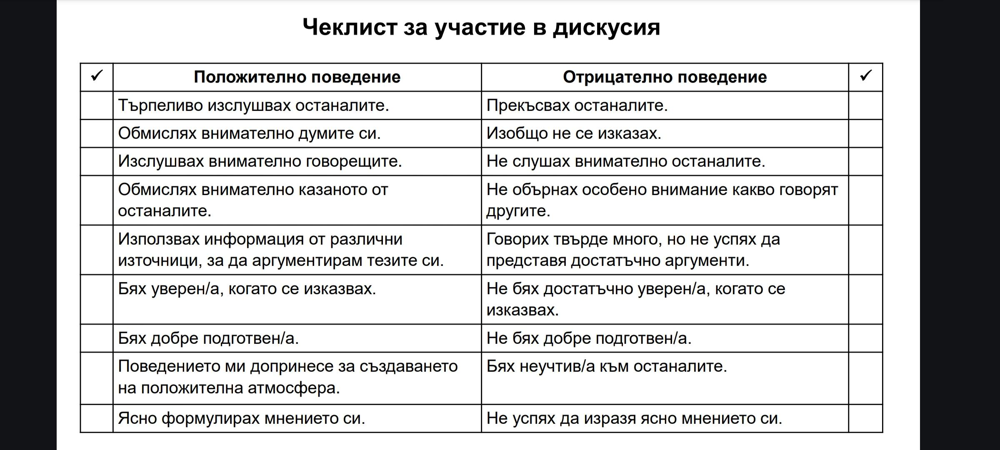 Чеклист за участие в дискусия
✓ Положително поведение Отрицателно поведение ✓
Търпеливо изслушвах останалите. Прекъсвах останалите.
Обмислях внимателно думите си. Изобщо не се изказах.
Изслушвах внимателно говорещите. Не слушах внимателно останалите.
Обмислях внимателно казаното от
останалите.
Не обърнах особено внимание какво говорят
другите.
Използвах информация от различни
източници, за да аргументирам тезите си.
Говорих твърде много, но не успях да
представя достатъчно аргументи.
Бях уверен/а, когато се изказвах.
Не бях достатъчно уверен/а, когато се
изказвах.
Бях добре подготвен/а. Не бях добре подготвен/а.
Поведението ми допринесе за създаването
на положителна атмосфера.
Бях неучтив/а към останалите.
Ясно формулирах мнението си. Не успях да изразя ясно мнението си.